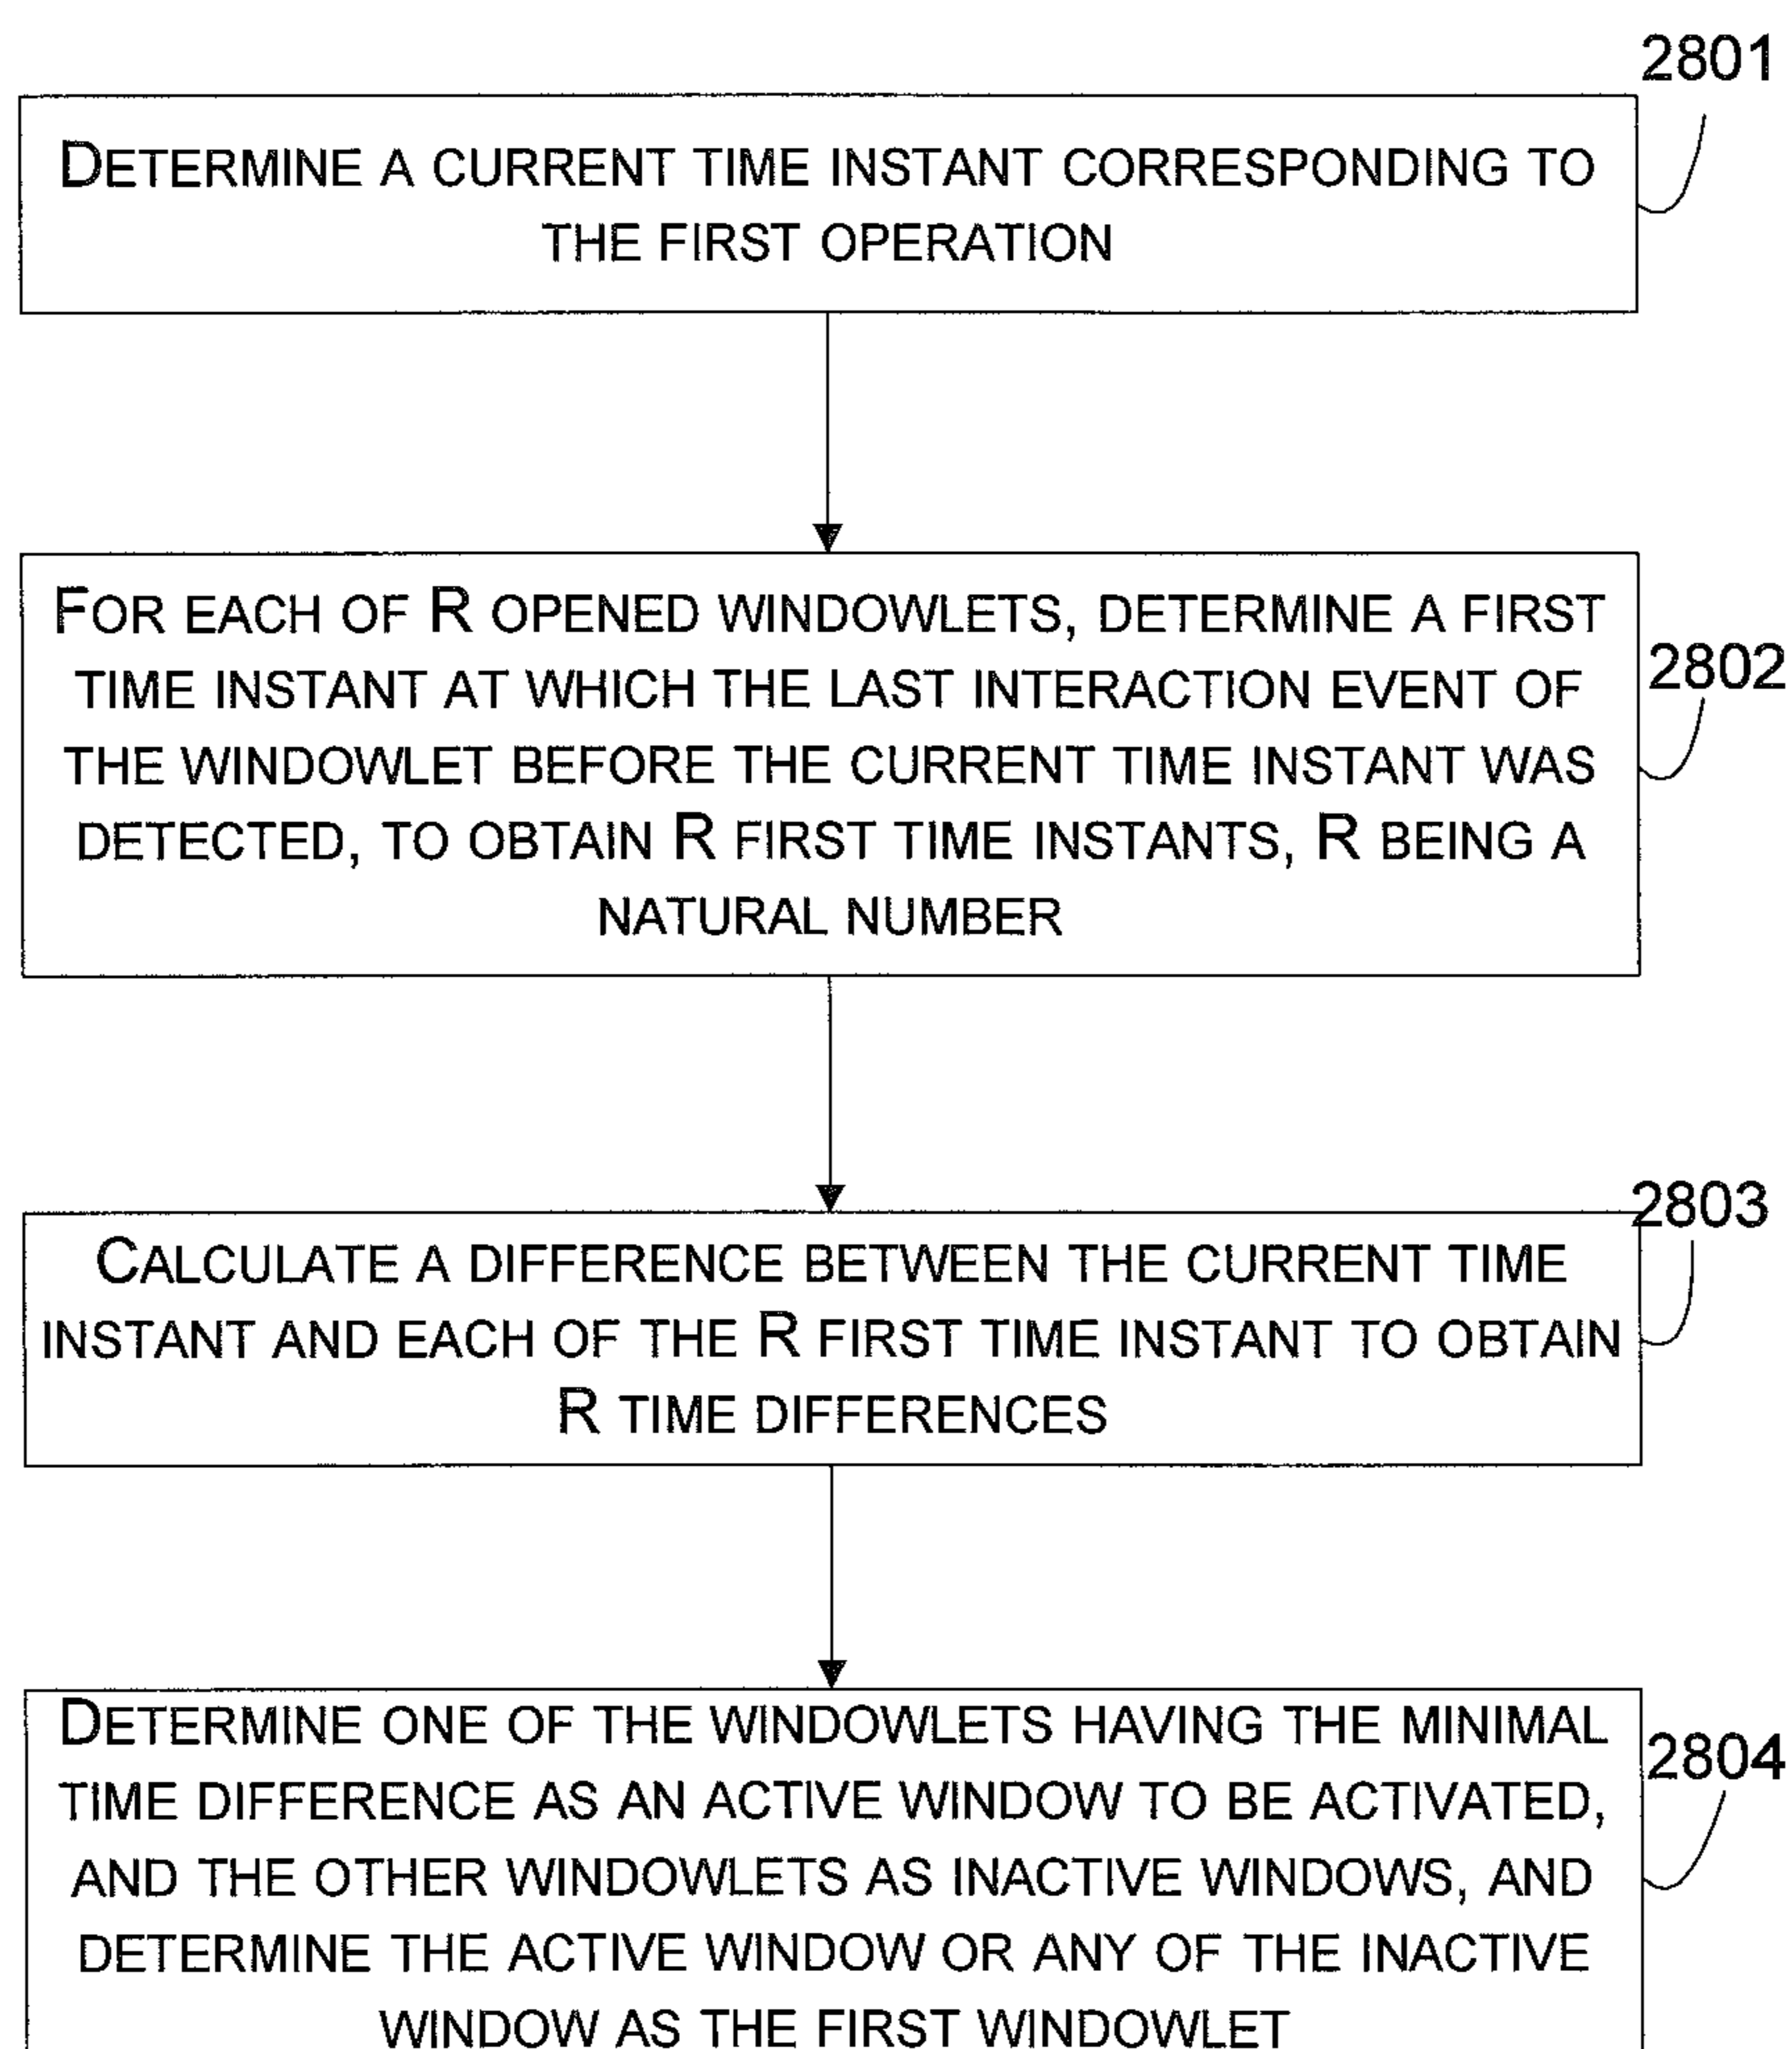 2801
DETERMINE A CURRENT TIME INSTANT CORRESPONDING TO
THE FIRST OPERATION
FOR EACH OF R OPENED WINDOWLETS, DETERMINE A FIRST
TIME INSTANT AT WHICH THE LAST INTERACTION EVENT OF
THE WINDOWLET BEFORE THE CURRENT TIME INSTANT WAS
DETECTED, TO OBTAIN R FIRST TIME INSTANTS, R BEING A
NATURAL NUMBER
2802
2803
CALCULATE A DIFFERENCE BETWEEN THE CURRENT TIME
INSTANT AND EACH OF THE R FIRST TIME INSTANT TO OBTAIN
R TIME DIFFERENCES
DETERMINE ONE OF THE WINDOWLETS HAVING THE MINIMAL
TIME DIFFERENCE AS AN ACTIVE WINDOW TO BE ACTIVATED,
AND THE OTHER WINDOWLETS AS INACTIVE WINDOWS, AND
DETERMINE THE ACTIVE WINDOW OR ANY OF THE INACTIVE
WINDOW AS THE FIRST WINDOWLET
2804